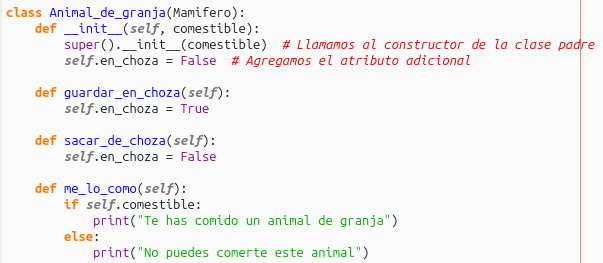 class Animal_de_granja(Mamifero):
    def __init__(self, comestible):
        super().__init__(comestible)  # Llamamos al constructor de la clase padre
        self.en_choza = False  # Agregamos el atributo adicional

    def guardar_en_choza(self):
        self.en_choza = True

    def sacar_de_choza(self):
        self.en_choza = False

    def me_lo_como(self):
        if self.comestible:
            print("Te has comido un animal de granja")
        else:
            print("No puedes comerte este animal")